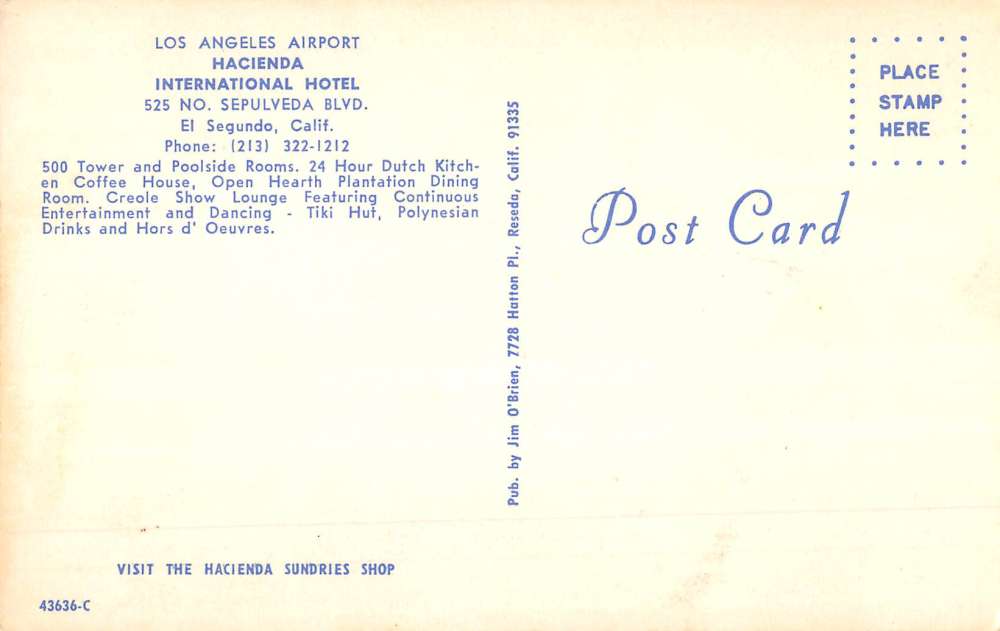 LOS ANGELES AIRPORT
HACIENDA
INTERNATIONAL HOTEL
525 NO. SEPULVEDA BLVD.
El Segundo, Calif.
Phone: (213) 322-1212
500 Tower and Poolside Rooms. 24 Hour Dutch Kitch-
en Coffee House, Open Hearth Plantation Dining
Room. Creole Show Lounge Featuring Continuous
Entertainment and Dancing - Tiki Hut, Polynesian
Drinks and Hors d' Oeuvres.
VISIT THE HACIENDA SUNDRIES SHOP
43636-C
Pub. by Jim O'Brien, 7728 Hatton Pl., Reseda, Calif. 91335
PLACE
STAMP
HERE
Post Card